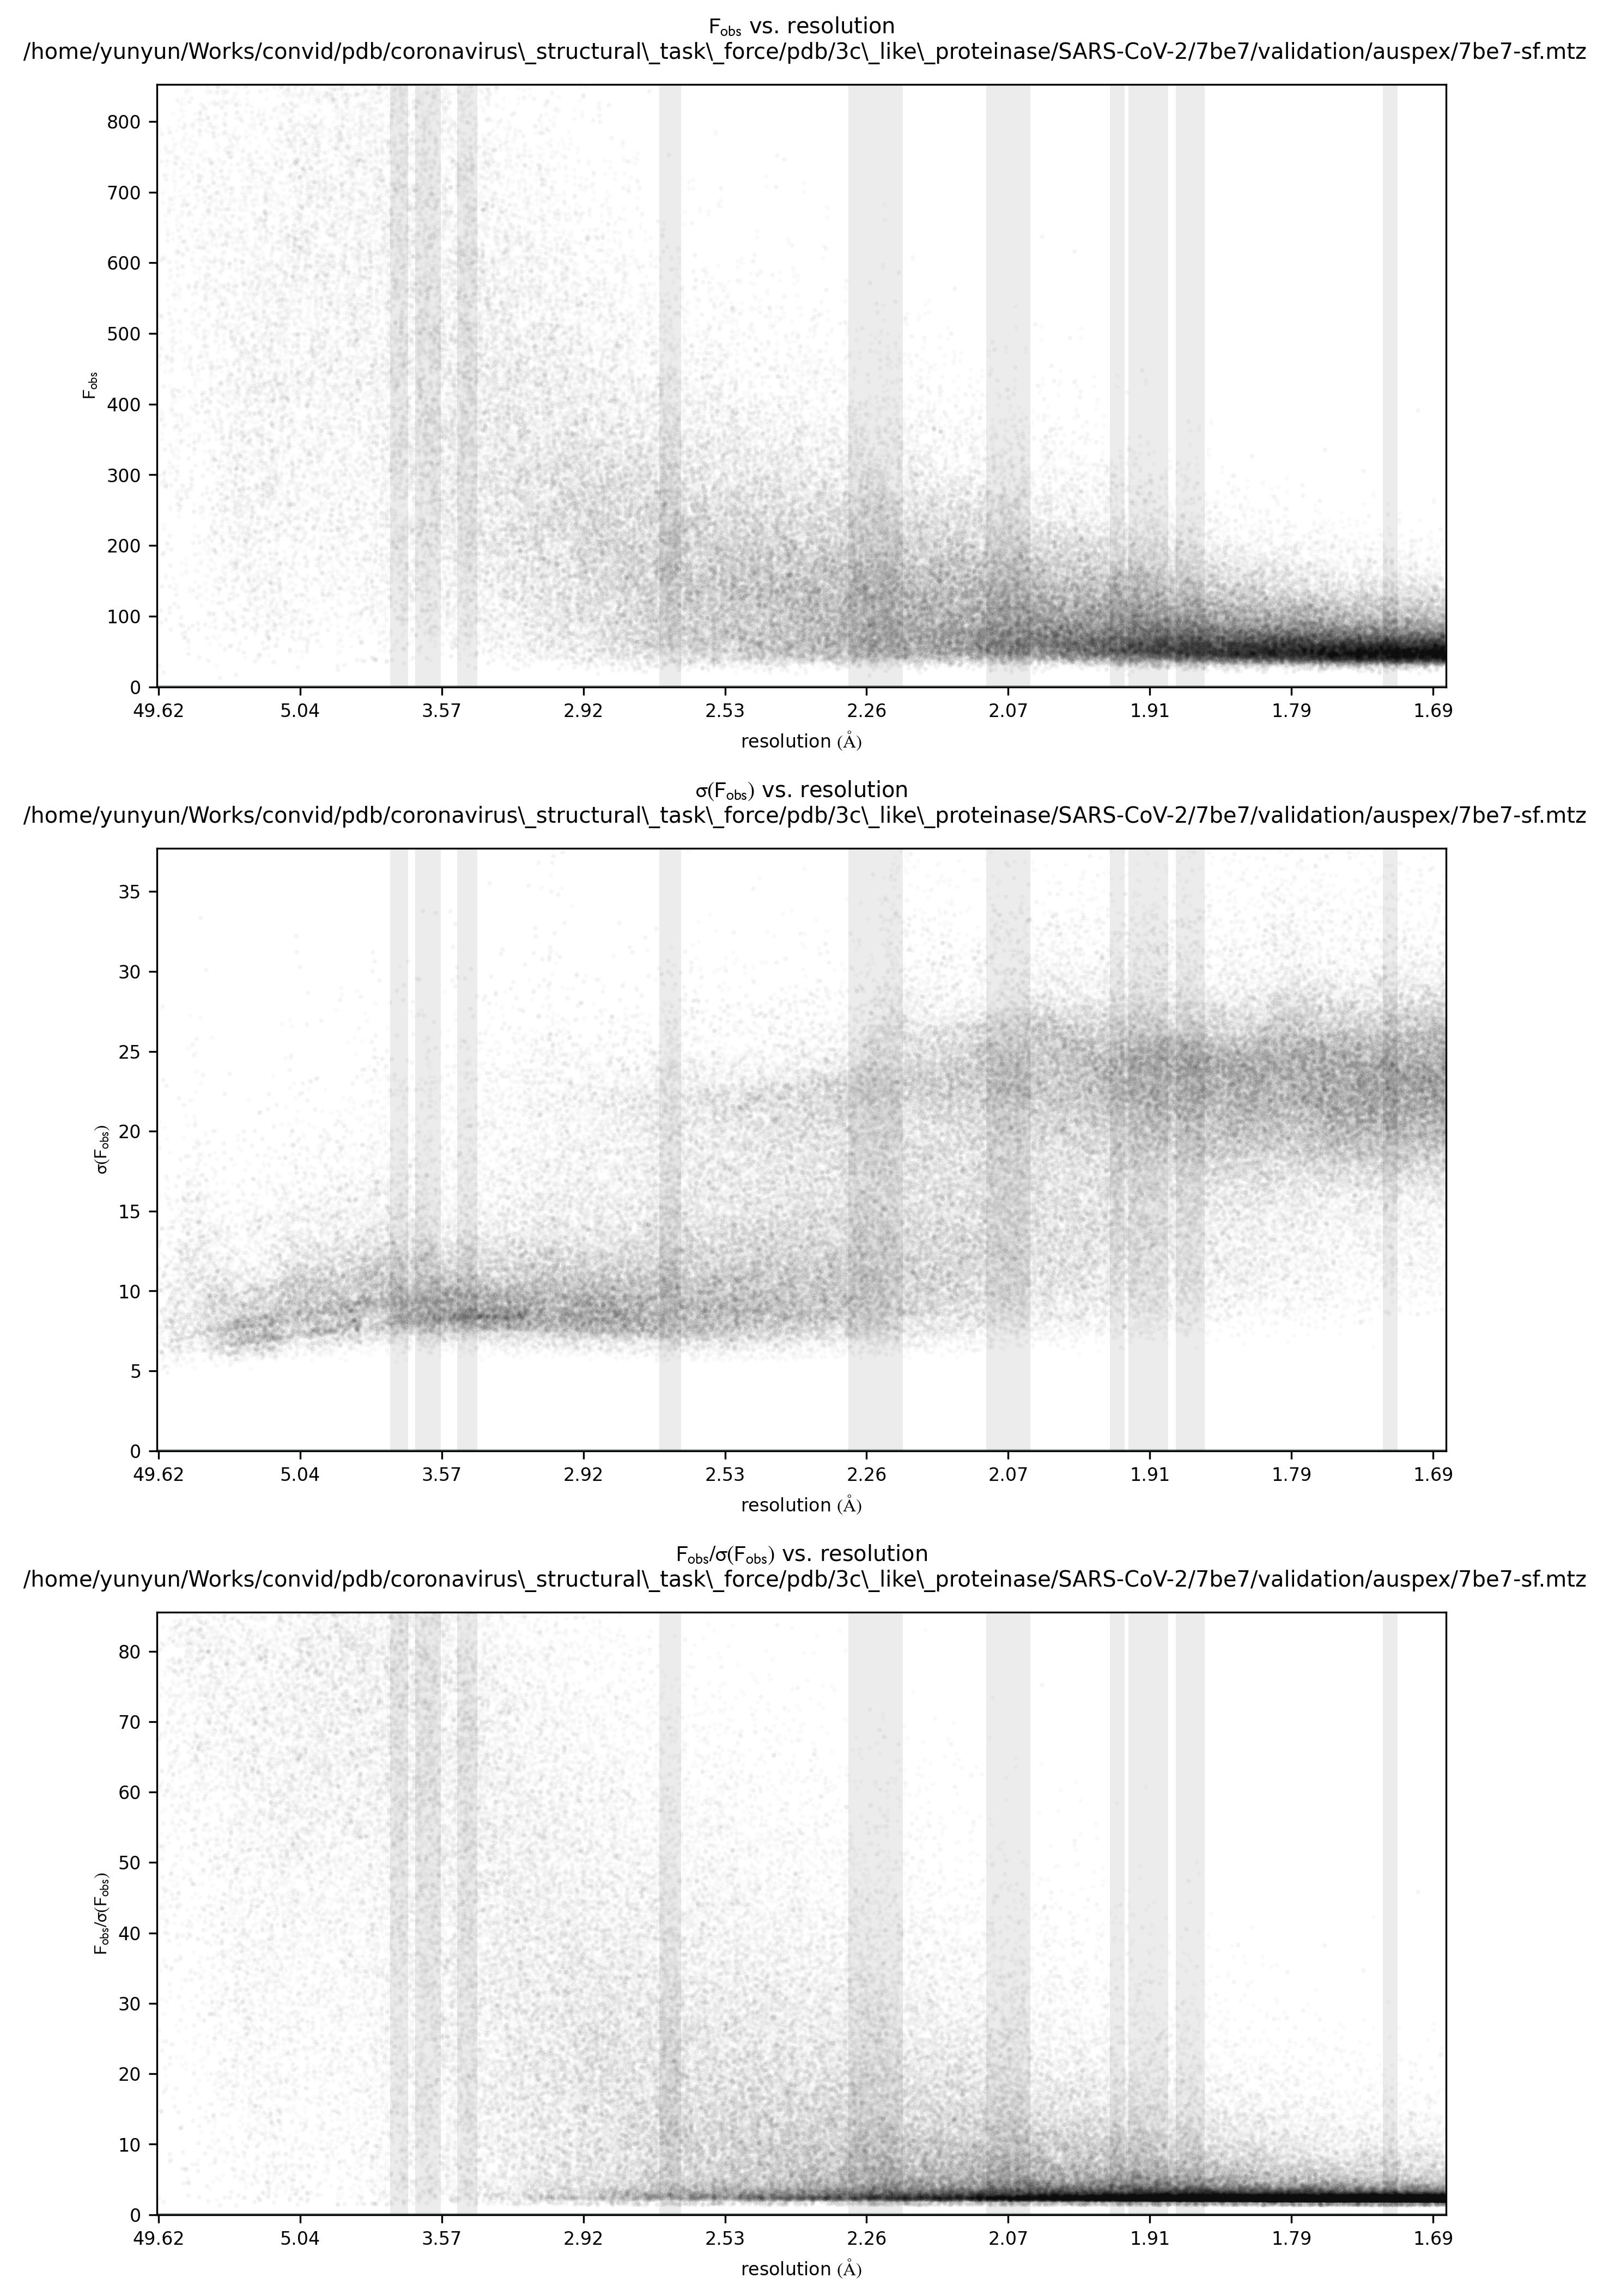 Fobs vs. resolution
/home/yunyun/Works/convid/pdb/coronavirus\_structural\_task\_force/pdb/3c\_like\_proteinase/SARS-CoV-2/7be7/validation/auspex/7be7-sf.mtz
800
700
600
500
400
300
200
100
0
Fobs
49.62 5.04 3.57 2.92 2.53 2.26 2.07 1.91 1.79 1.69
resolution (Å)
σ(Fobs) vs. resolution
/home/yunyun/Works/convid/pdb/coronavirus\_structural\_task\_force/pdb/3c\_like\_proteinase/SARS-CoV-2/7be7/validation/auspex/7be7-sf.mtz
35
30
25
20
15
10
5
0
σ(Fobs)
49.62 5.04 3.57 2.92 2.53 2.26 2.07 1.91 1.79 1.69
resolution (Å)
Fobs/σ(Fobs) vs. resolution
/home/yunyun/Works/convid/pdb/coronavirus\_structural\_task\_force/pdb/3c\_like\_proteinase/SARS-CoV-2/7be7/validation/auspex/7be7-sf.mtz
80
70
60
50
40
30
20
10
0
Fobs/σ(Fobs)
49.62 5.04 3.57 2.92 2.53 2.26 2.07 1.91 1.79 1.69
resolution (Å)